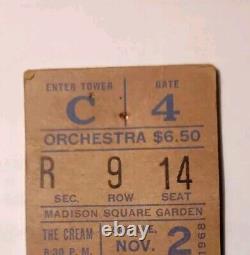 ENTER TOWER GATE
C 4
ORCHESTRA $6.50
R 9 14
SEC. ROW SEAT
MADISON SQUARE GARDEN
THE CREAM
8:30 P. M. NOV. 2 1968
ebay